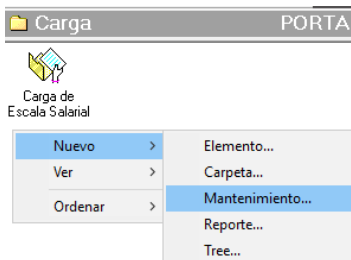 Carga PORTA
Carga de
Escala Salarial
Nuevo > Elemento...
Ver > Carpeta...
Mantenimiento...
Ordenar > Reporte...
Tree...